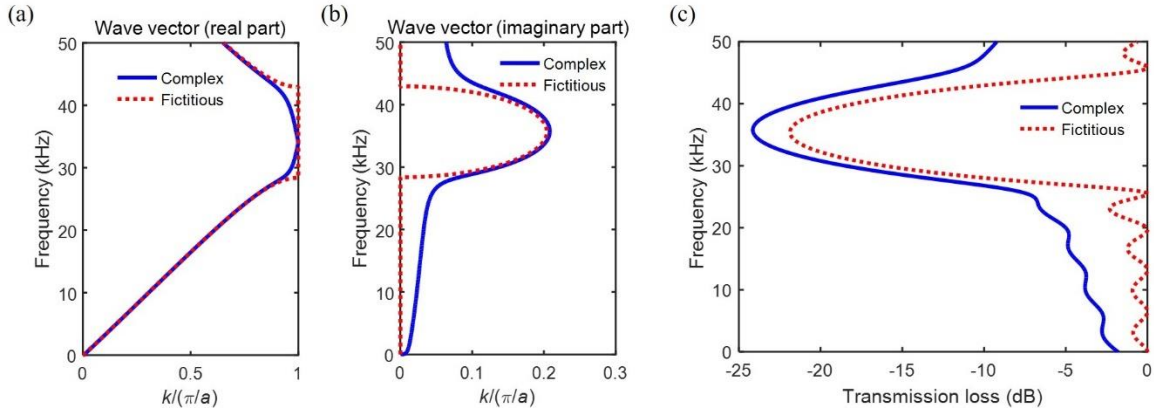 (a)
Wave vector (real part)
50
40
30
20
10
0
Frequency (kHz)
Complex
Fictitious
0
0.5
1
k/(π/a)
(b)
Wave vector (imaginary part)
50
40
30
20
10
0
Frequency (kHz)
Complex
Fictitious
0
0.1
0.2
0.3
k/(π/a)
(c)
50
40
30
20
10
0
Frequency (kHz)
Complex
Fictitious
-25
-20
-15
-10
-5
0
Transmission loss (dB)